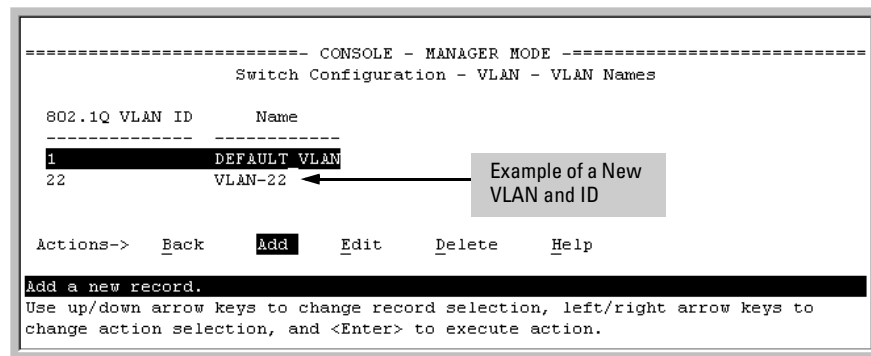 ==========================- CONSOLE - MANAGER MODE -============================
Switch Configuration - VLAN - VLAN Names
802.1Q VLAN ID Name
-------------- ------------
1 DEFAULT_VLAN
22 VLAN-22
Example of a New
VLAN and ID
Actions-> Back Add Edit Delete Help
Add a new record.
Use up/down arrow keys to change record selection, left/right arrow keys to
change action selection, and <Enter> to execute action.